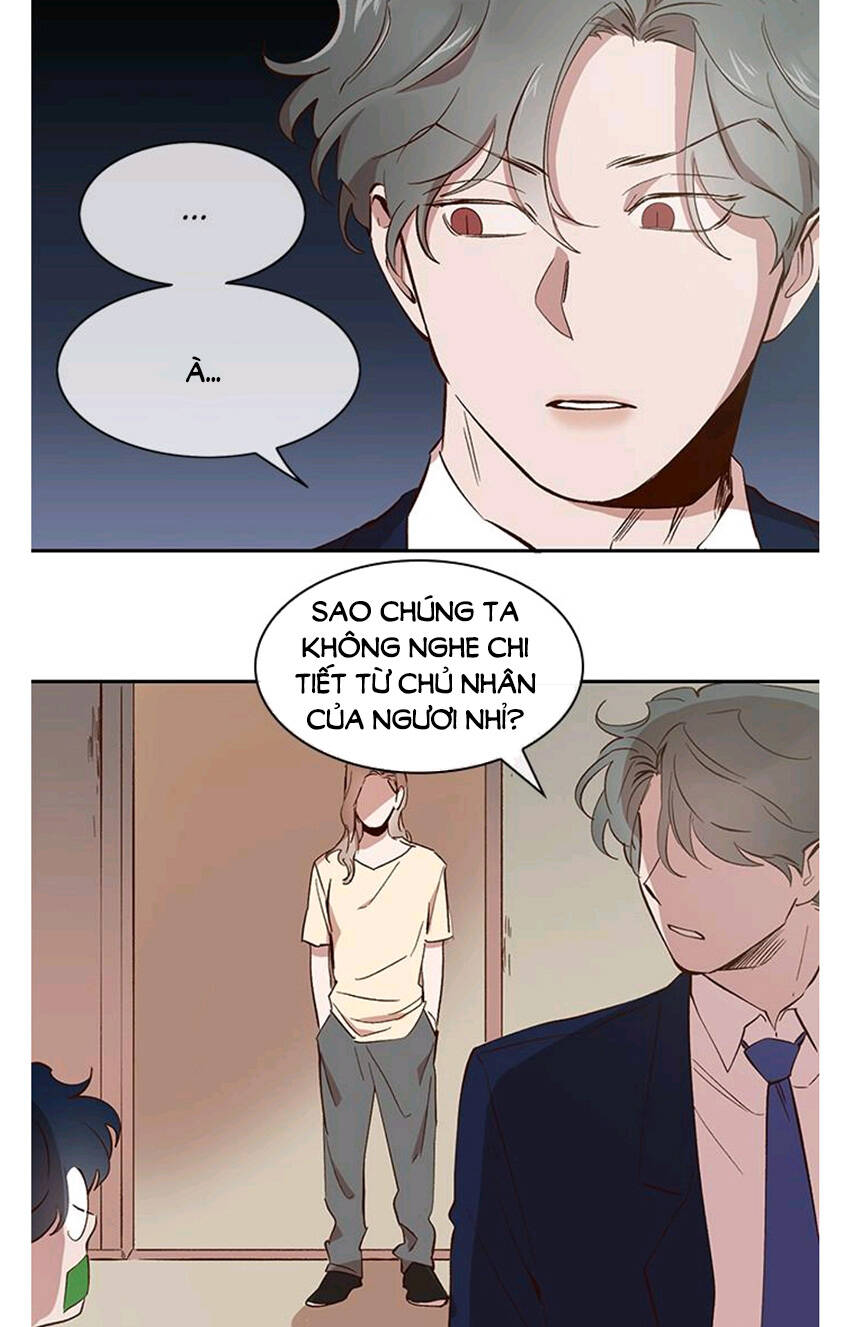 ...
À...
SAO CHÚNG TA
KHÔNG NGHE CHI
TIẾT TỪ CHỦ NHÂN
CỦA NGƯƠI NHỈ?